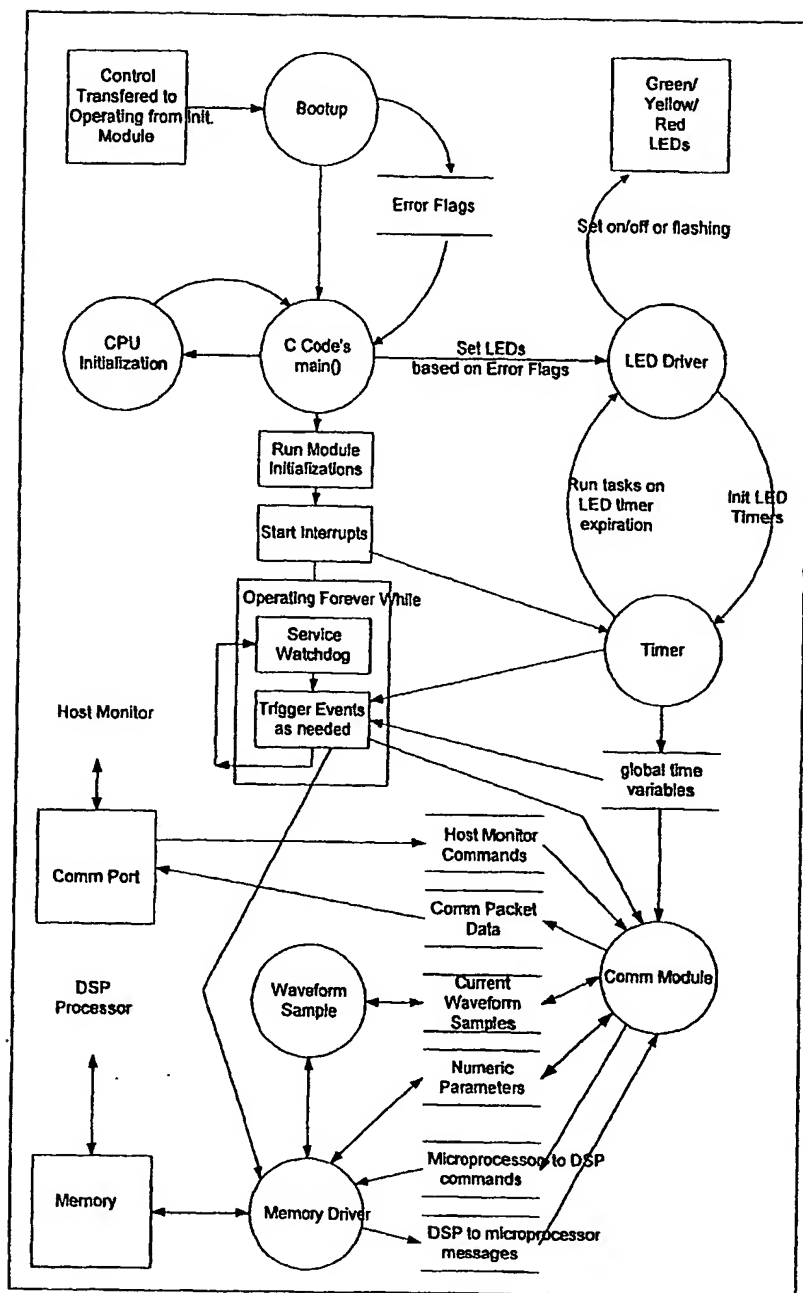 Control
Transfered to
Operating from Init.
Module
Bootup
Green/
Yellow/
Red
LEDs
Error Flags
Set on/off or flashing
CPU
Initialization
C Code's
main()
Set LEDs
based on Error Flags
LED Driver
Run Module
Initializations
Run tasks on
LED timer
expiration
Init LED
Timers
Start Interrupts
Operating Forever While
Service
Watchdog
Timer
Trigger Events
as needed
Host Monitor
global time
variables
Host Monitor
Commands
Comm Port
Comm Packet
Data
DSP
Processor
Waveform
Sample
Current
Waveform
Samples
Comm Module
Numeric
Parameters
Memory
Memory Driver
Microprocessor to DSP
commands
DSP to microprocessor
messages